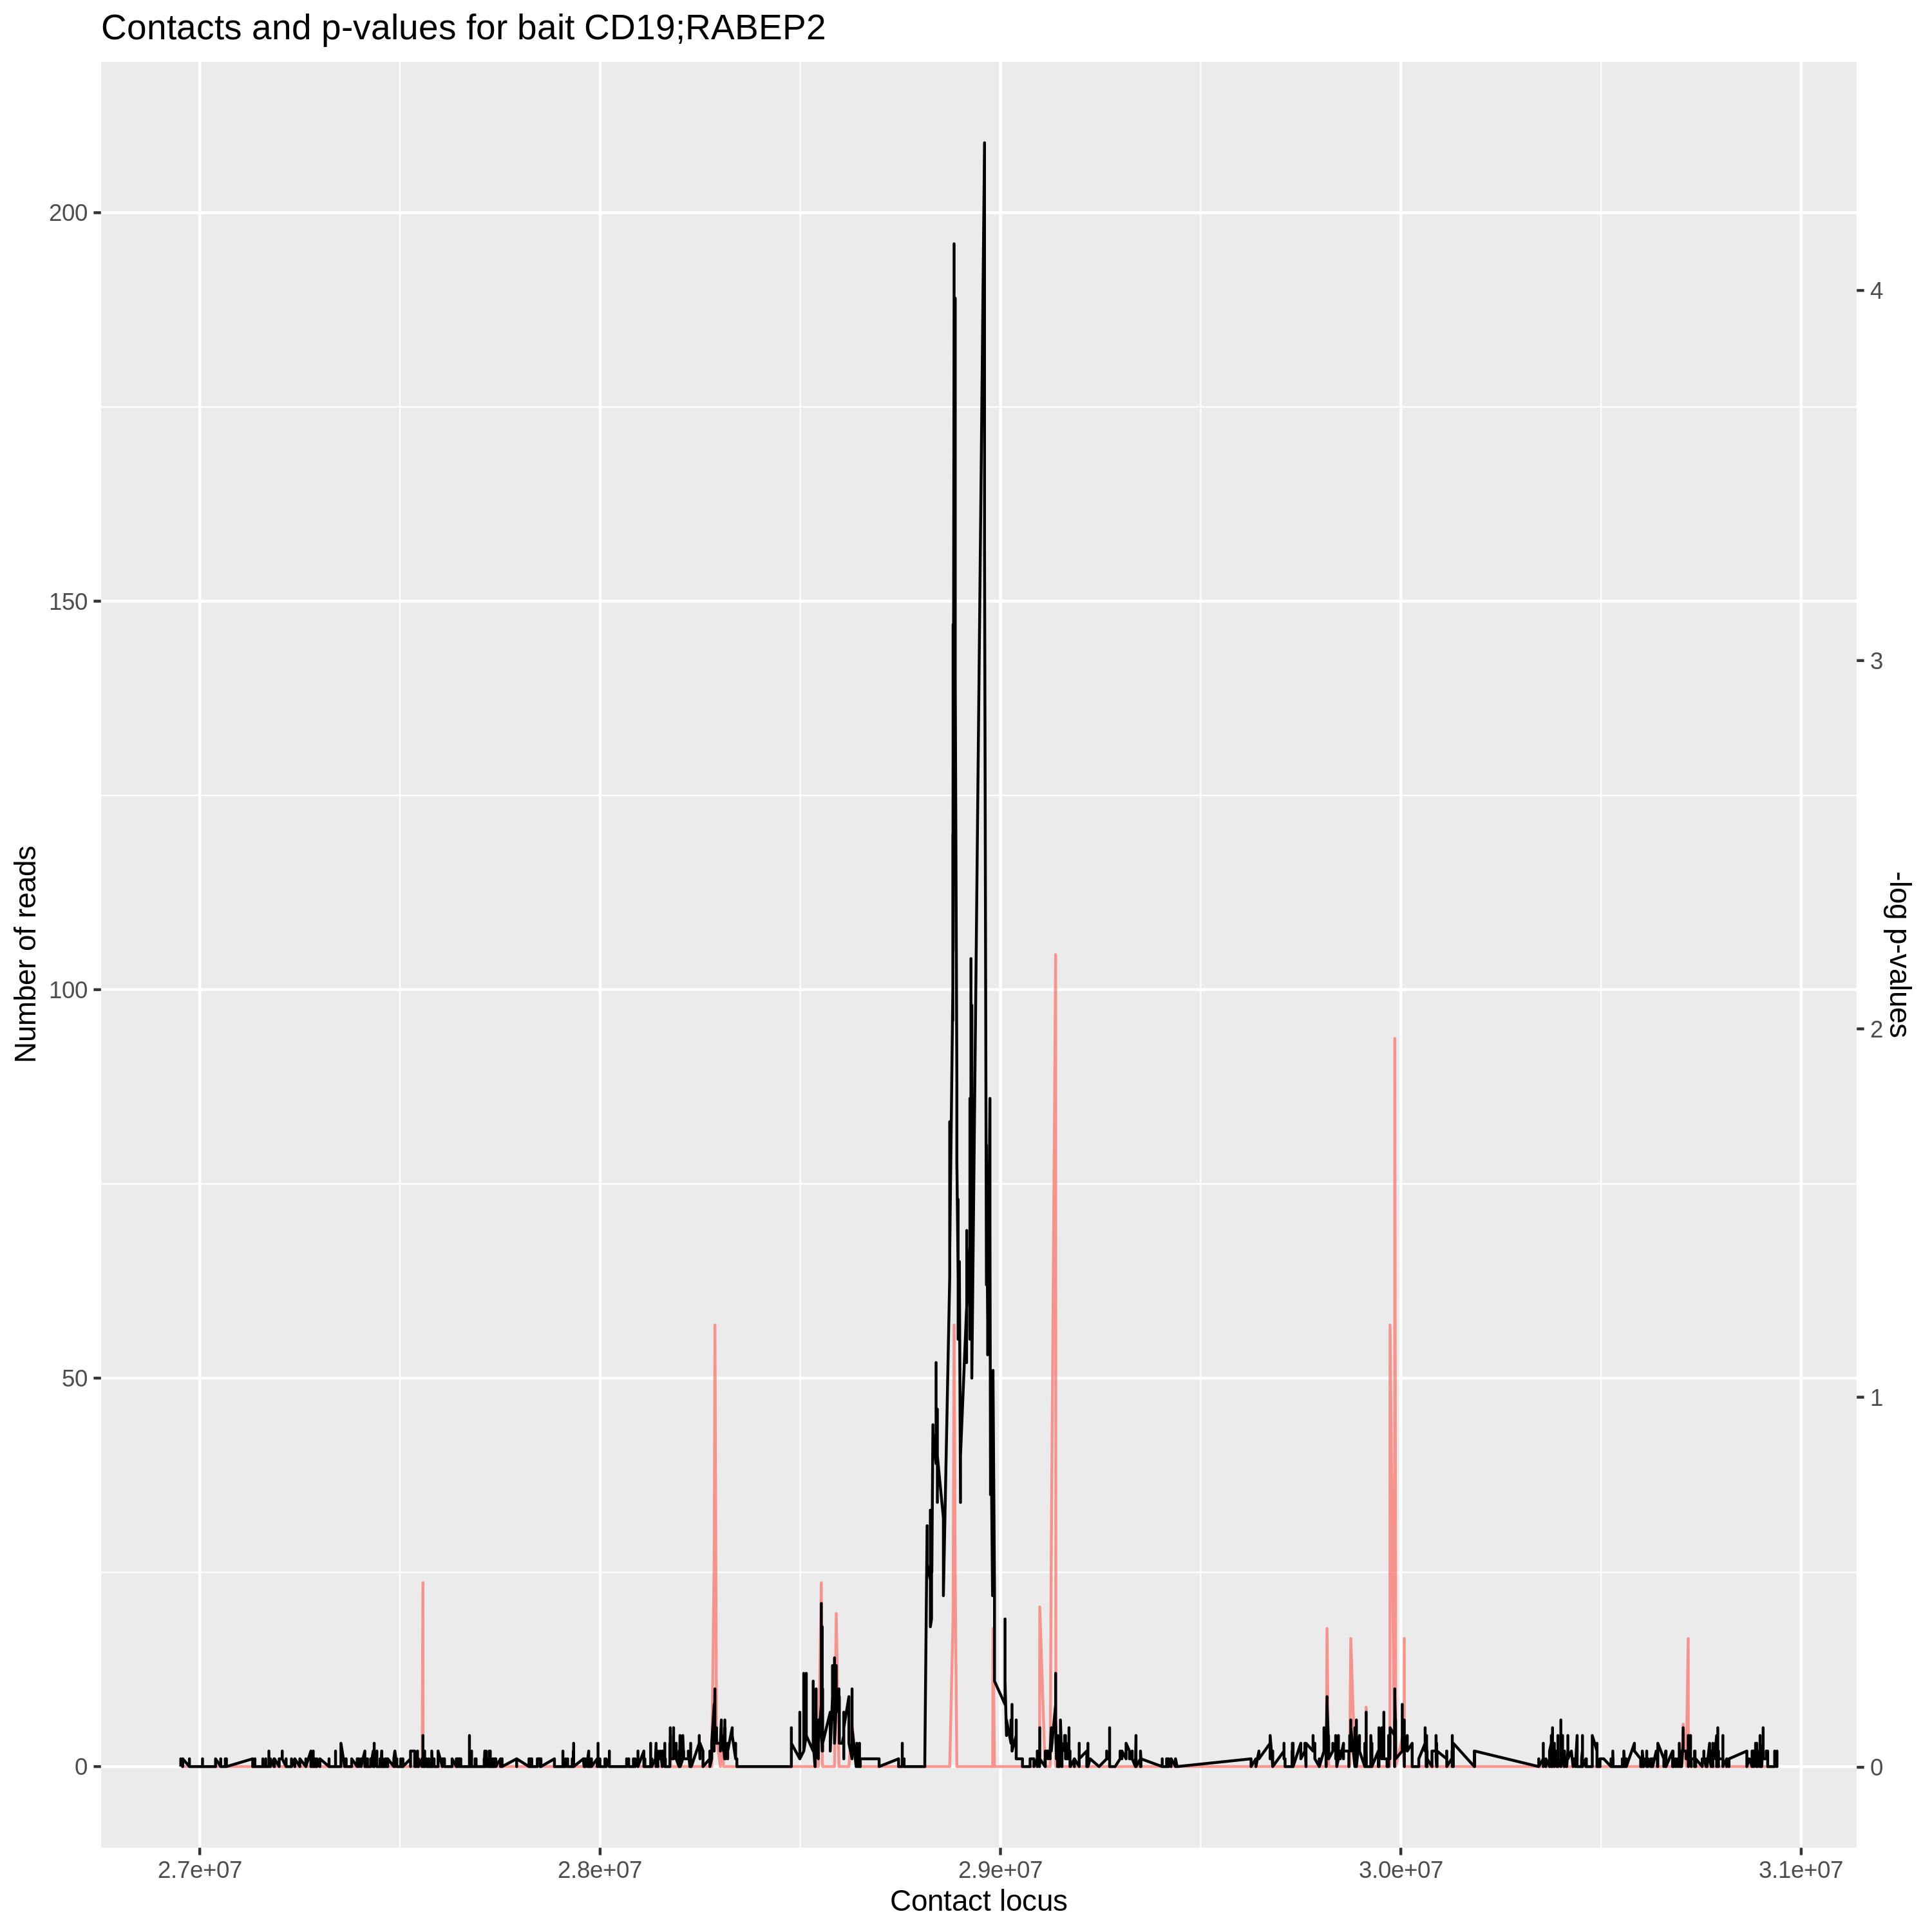 Contacts and p-values for bait CD19;RABEP2
Number of reads
200
150
100
50
0
4
3
2
1
0
-log p-values
2.7e+07 2.8e+07 2.9e+07 3.0e+07 3.1e+07
Contact locus